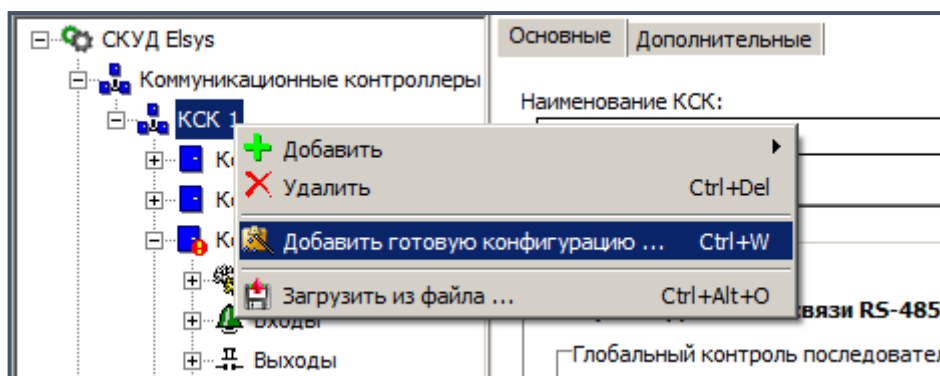 СКУД Elsys
Коммуникационные контроллеры
КСК 1
Входы
Выходы
Добавить
Удалить Ctrl+Del
Добавить готовую конфигурацию ... Ctrl+W
Загрузить из файла ... Ctrl+Alt+O
Основные Дополнительные
Наименование КСК:
связи RS-485
Глобальный контроль